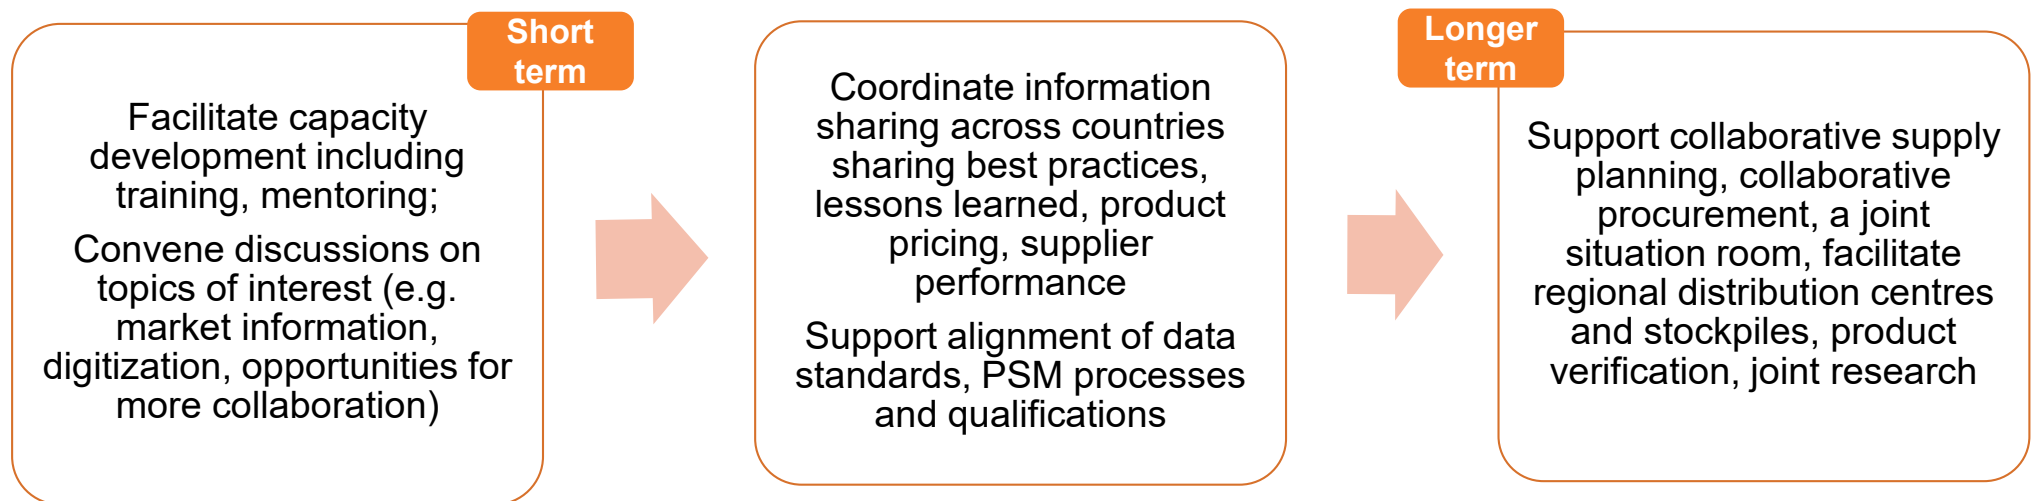 Short
term
Facilitate capacity
development including
training, mentoring;
Convene discussions on
topics of interest (e.g.
market information,
digitization, opportunities for
more collaboration)
Coordinate information
sharing across countries
sharing best practices,
lessons learned, product
pricing, supplier
performance
Support alignment of data
standards, PSM processes
and qualifications
Longer
term
Support collaborative supply
planning, collaborative
procurement, a joint
situation room, facilitate
regional distribution centres
and stockpiles, product
verification, joint research